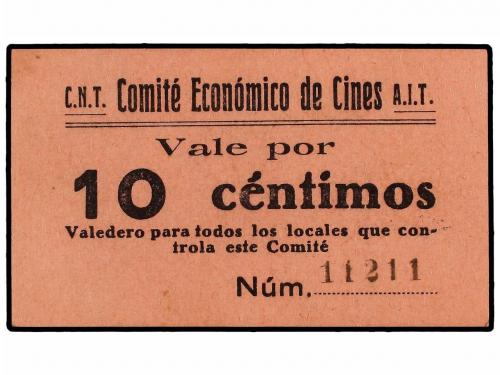 C.N.T. Comité Económico de Cines A.I.T.
Vale por
10 céntimos
Valedero para todos los locales que con-
trola este Comité
Núm. 11211